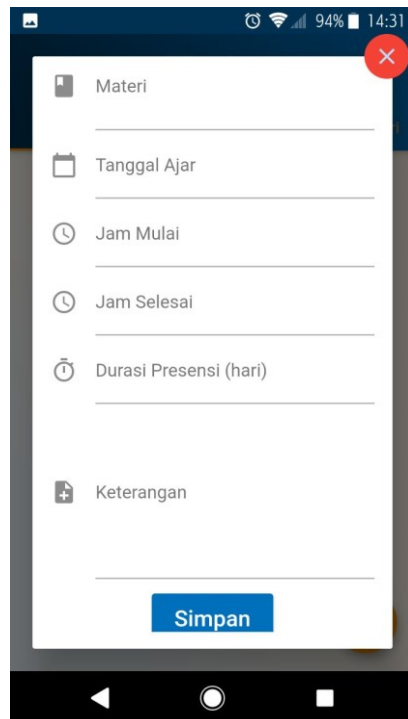 94% 14:31
Materi
Tanggal Ajar
Jam Mulai
Jam Selesai
Durasi Presensi (hari)
Keterangan
Simpan